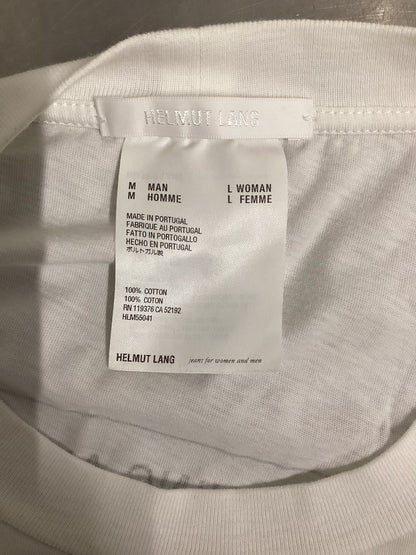 HELMUT LANG
M MAN L WOMAN
M HOMME L FEMME
MADE IN PORTUGAL
FABRIQUE AU PORTUGAL
FATTO IN PORTOGALLO
HECHO EN PORTUGAL
ポルトガル製
100% COTTON
100% COTON
RN 119376 CA 52192
HLM55041
HELMUT LANG jeans for women and men